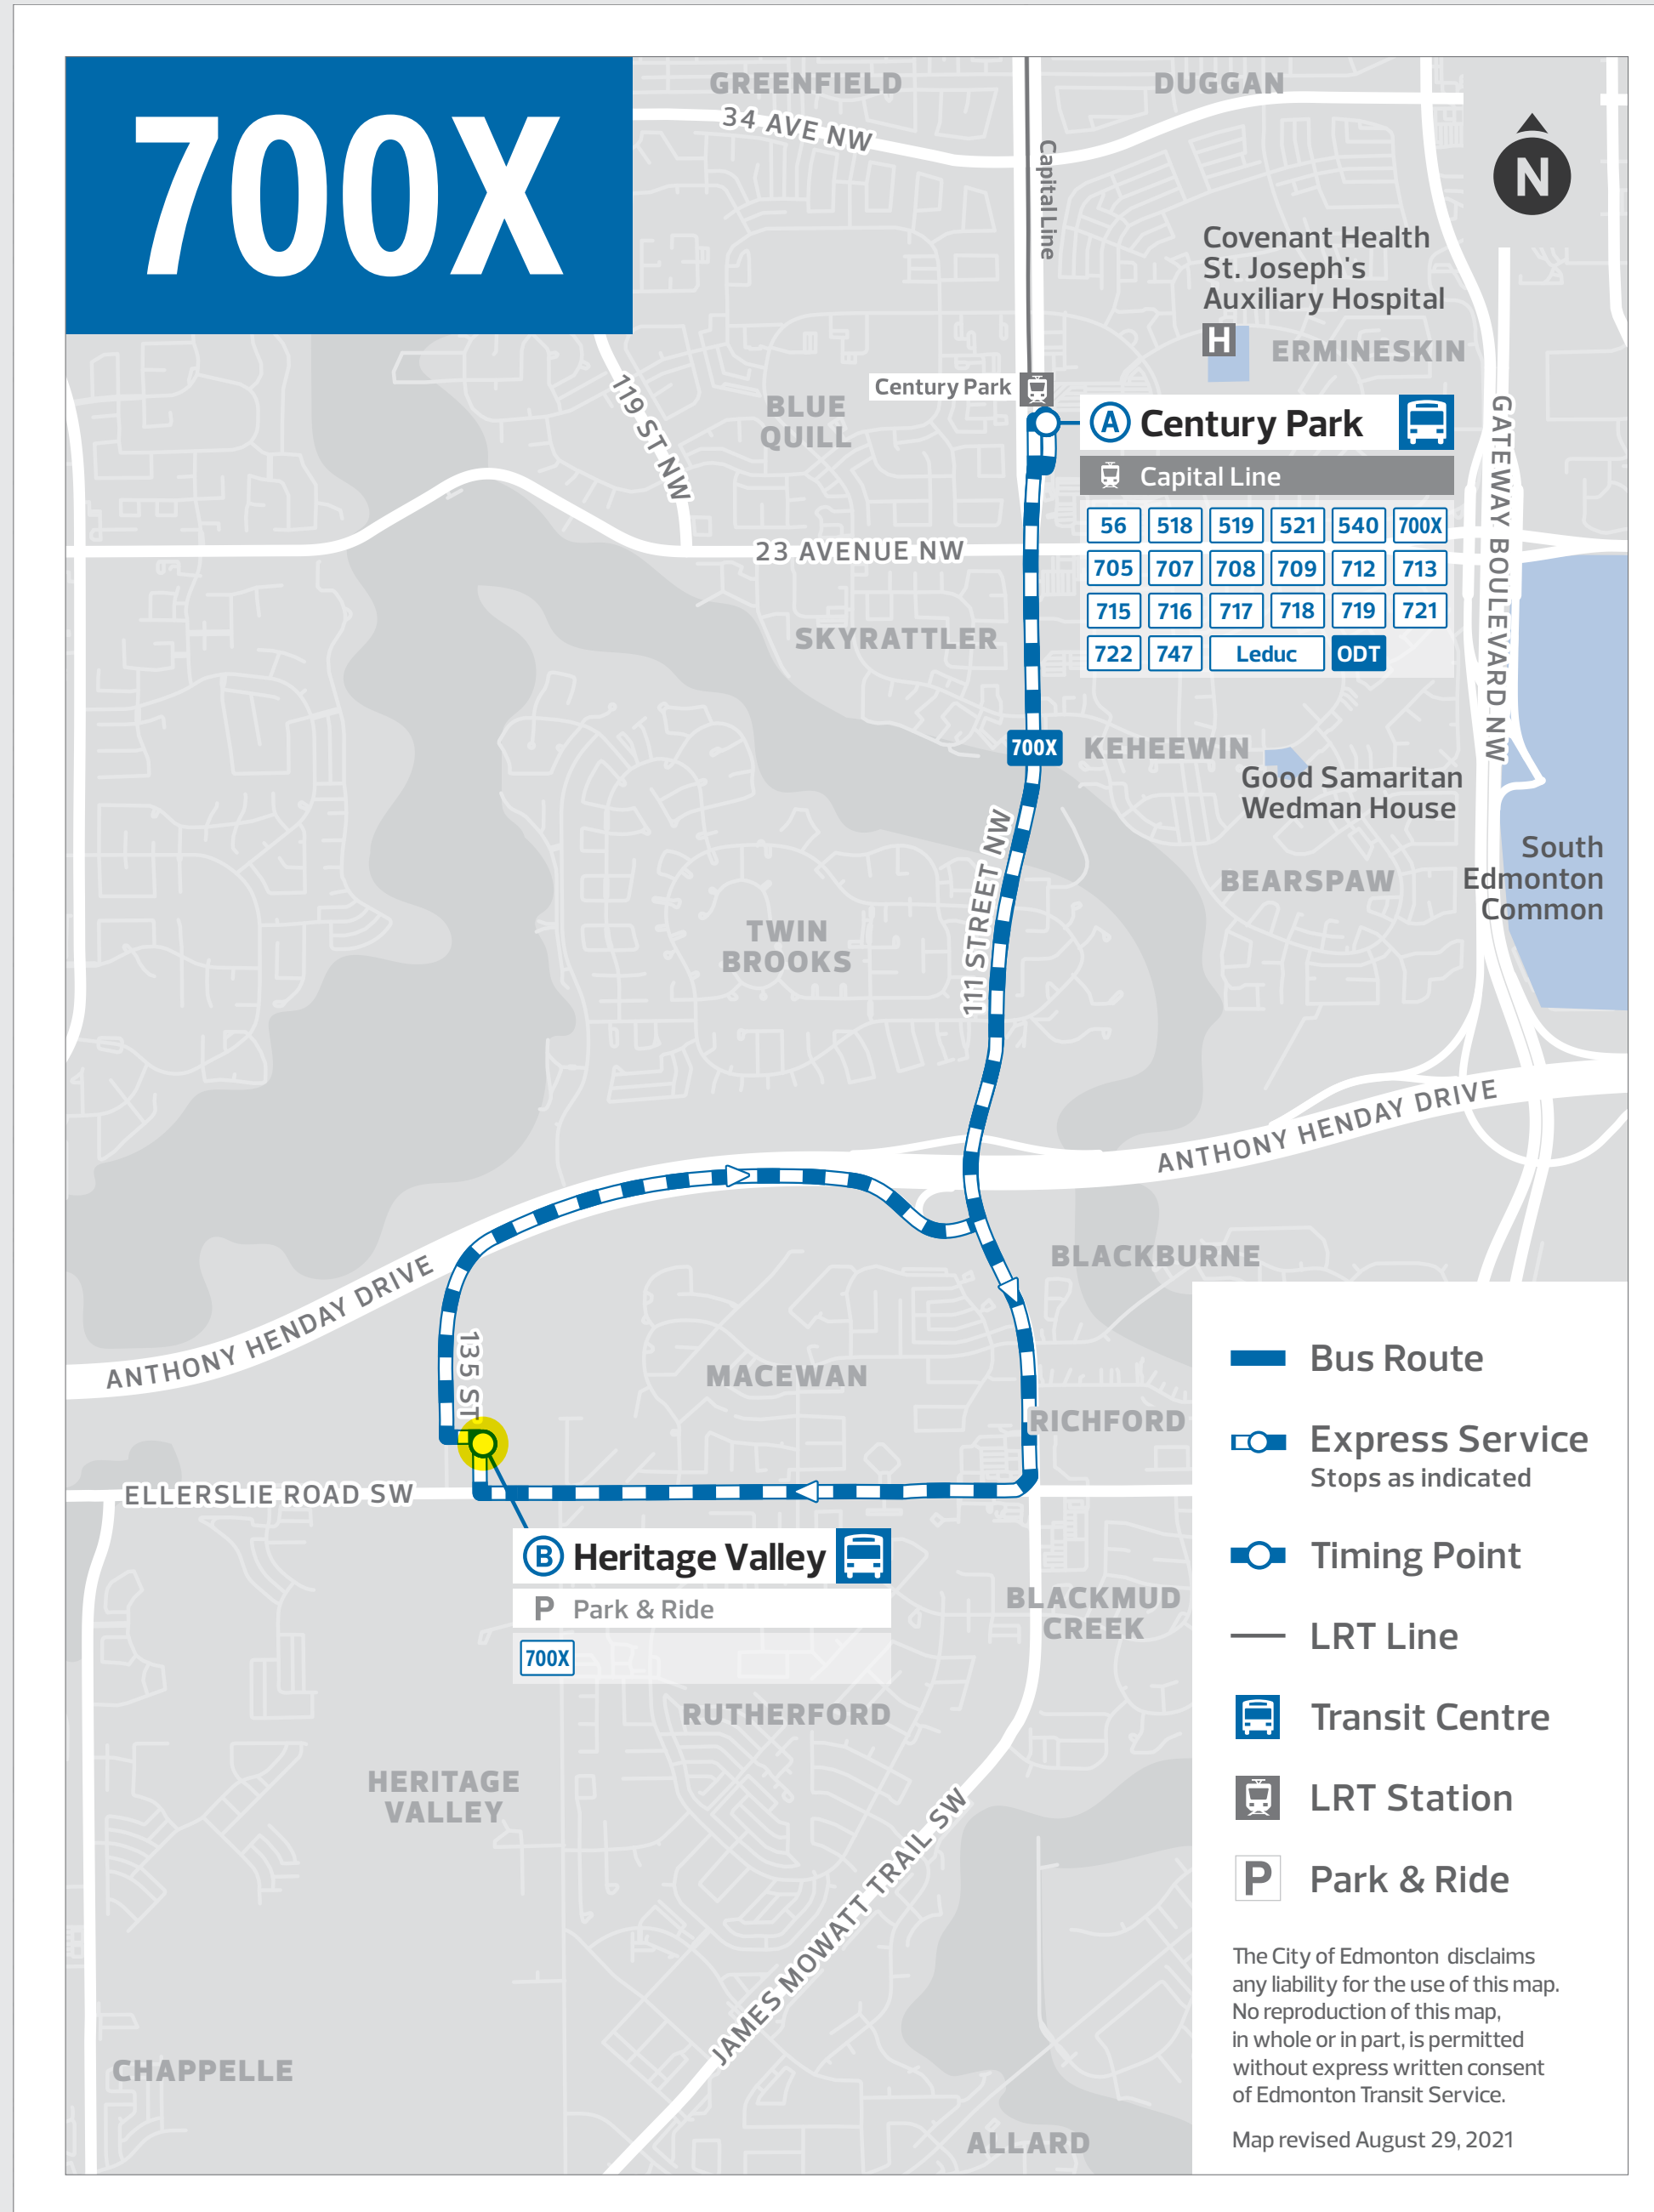 700X
GREENFIELD
DUGGAN
34 AVE NW
Capital Line
N
Covenant Health
St. Joseph's
Auxiliary Hospital
H
ERMINESKIN
119 ST NW
BLUE
QUILL
Century Park
A Century Park
Capital Line
56 518 519 521 540 700X
705 707 708 709 712 713
715 716 717 718 719 721
722 747 Leduc ODT
GATEWAY BOULEVARD NW
23 AVENUE NW
SKYRATTLER
700X
KEHEEWIN
Good Samaritan
Wedman House
111 STREET NW
BEARSPAW
South
Edmonton
Common
TWIN
BROOKS
ANTHONY HENDAY DRIVE
ANTHONY HENDAY DRIVE
BLACKBURNE
135 ST
MACEWAN
RICHFORD
ELLERSLIE ROAD SW
B Heritage Valley
P Park & Ride
700X
BLACKMUD
CREEK
RUTHERFORD
HERITAGE
VALLEY
JAMES MOWATT TRAIL SW
CHAPPELLE
ALLARD
Bus Route
Express Service
Stops as indicated
Timing Point
LRT Line
Transit Centre
LRT Station
P Park & Ride
The City of Edmonton disclaims
any liability for the use of this map.
No reproduction of this map,
in whole or in part, is permitted
without express written consent
of Edmonton Transit Service.
Map revised August 29, 2021